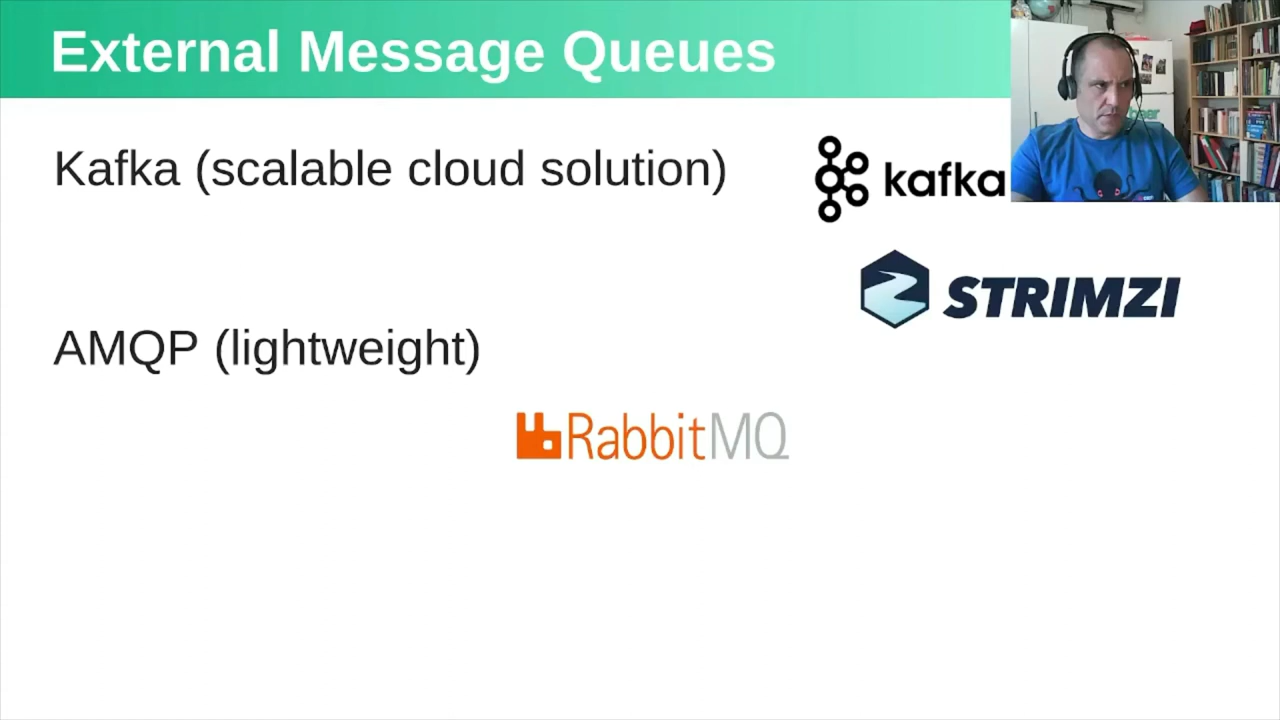 External Message Queues
Kafka (scalable cloud solution)
kafka
STRIMZI
AMQP (lightweight)
RabbitMQ